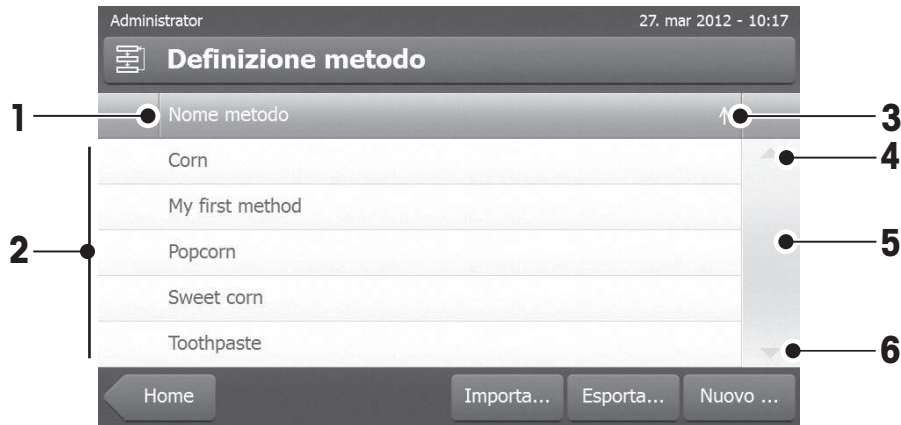 Administrator 27. mar 2012 - 10:17
Definizione metodo
1 Nome metodo 3
Corn 4
My first method
2 Popcorn 5
Sweet corn
Toothpaste 6
Home Importa... Esporta... Nuovo ...